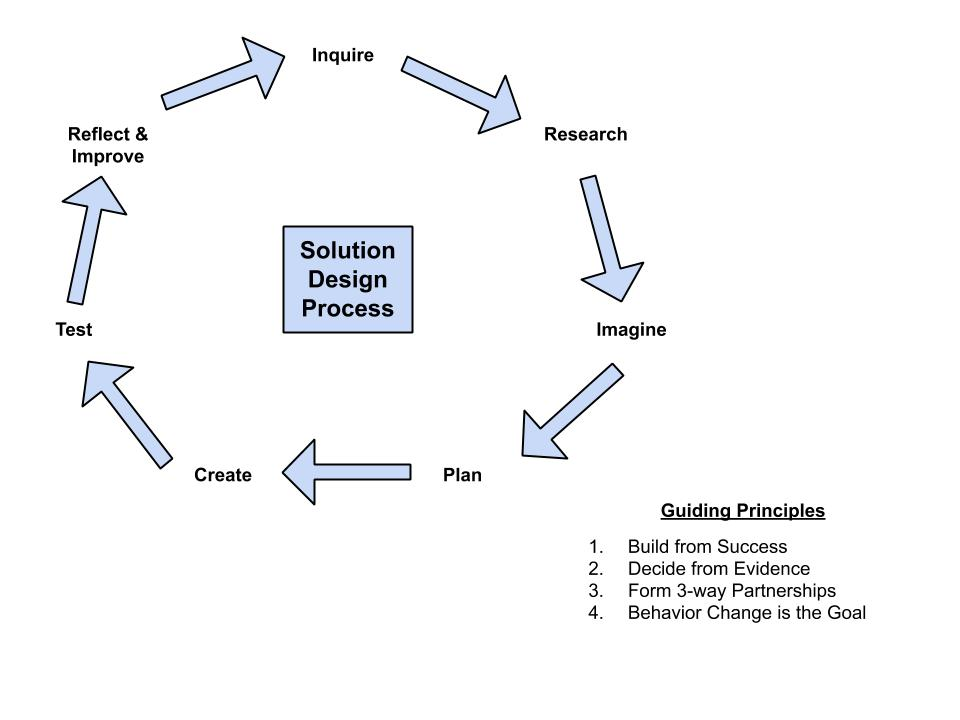 Inquire
Research
Imagine
Plan
Create
Test
Reflect &
Improve
Solution
Design
Process
Guiding Principles
1. Build from Success
2. Decide from Evidence
3. Form 3-way Partnerships
4. Behavior Change is the Goal